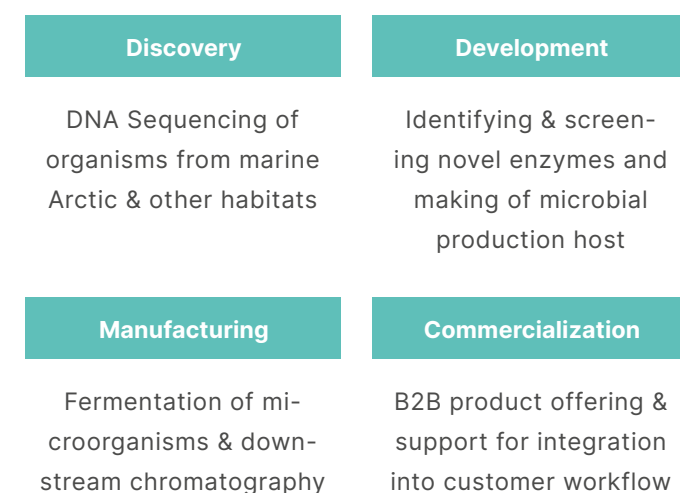 Discovery
DNA Sequencing of
organisms from marine
Arctic & other habitats
Development
Identifying & screen-
ing novel enzymes and
making of microbial
production host
Manufacturing
Fermentation of mi-
croorganisms & down-
stream chromatography
Commercialization
B2B product offering &
support for integration
into customer workflow